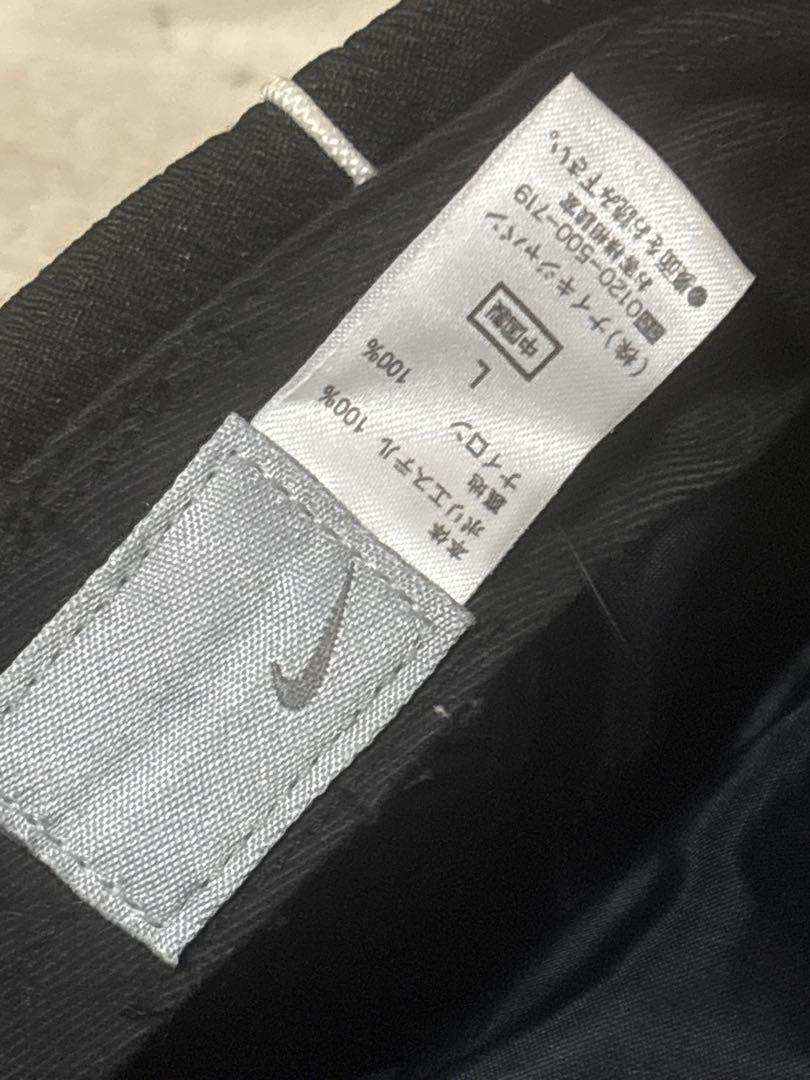 本体
ポリエステル 100%
裏地
ナイロン 100%
L
中国製
(株)ナイキジャパン
0120-500-719
お客様相談室
●裏面をお読み下さい。